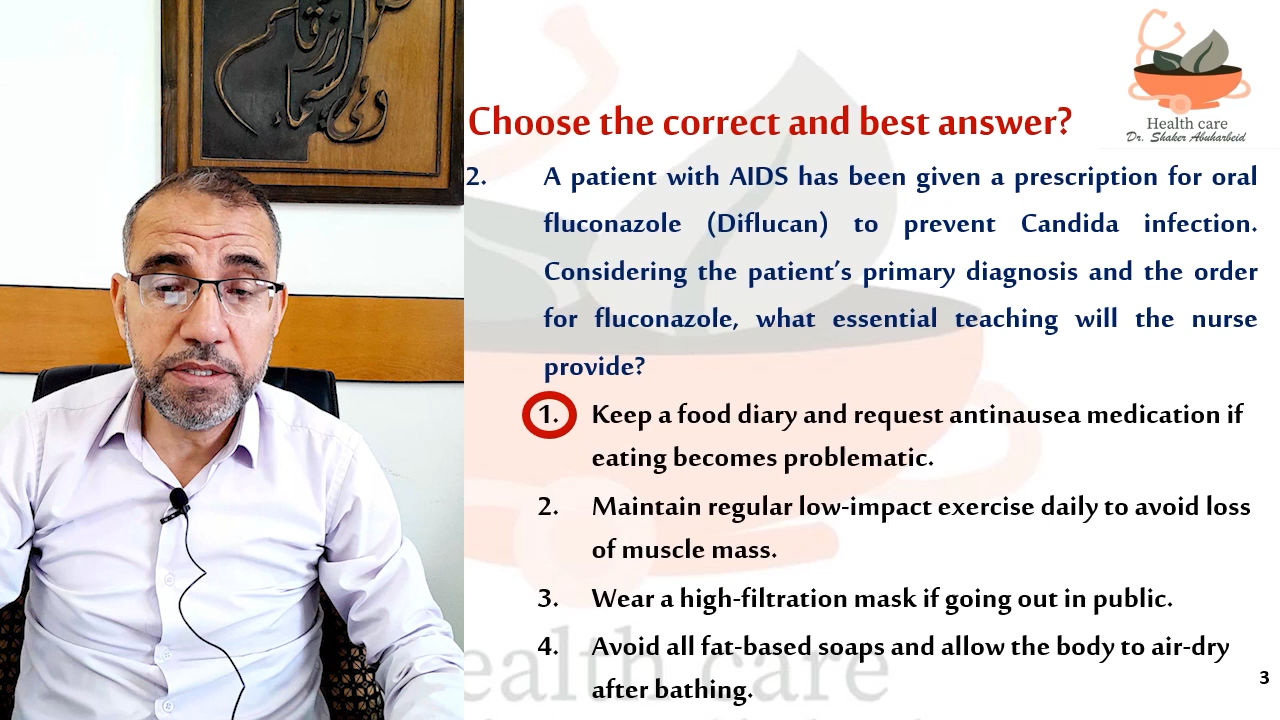 Choose the correct and best answer?
Health care
Dr. Shaker Abuharbeid
2. A patient with AIDS has been given a prescription for oral
fluconazole (Diflucan) to prevent Candida infection.
Considering the patient's primary diagnosis and the order
for fluconazole, what essential teaching will the nurse
provide?
1. Keep a food diary and request antinausea medication if
eating becomes problematic.
2. Maintain regular low-impact exercise daily to avoid loss
of muscle mass.
3. Wear a high-filtration mask if going out in public.
4. Avoid all fat-based soaps and allow the body to air-dry
after bathing.
3
ealth care